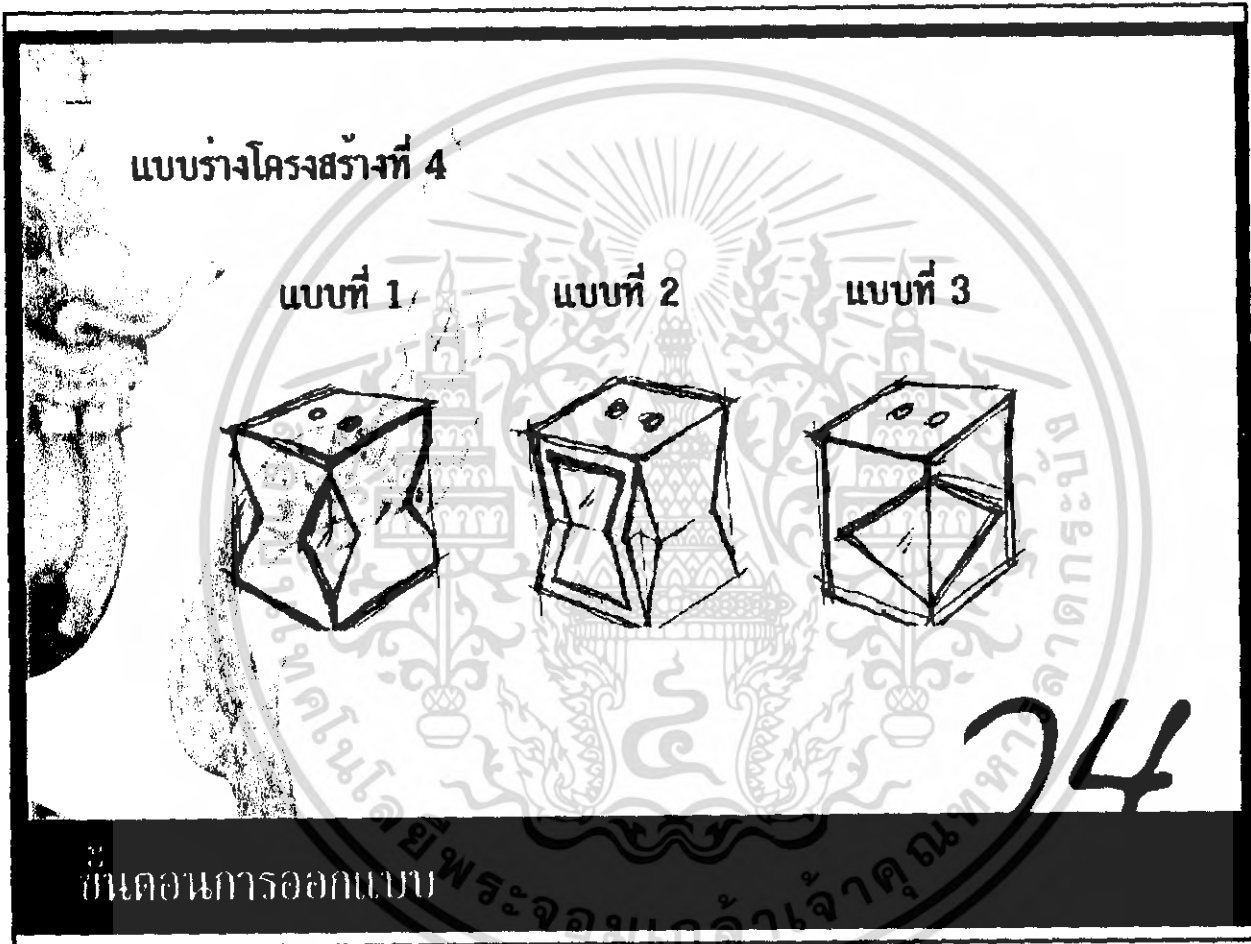 แบบร่างโครงสร้างที่ 4
แบบที่ 1 แบบที่ 2 แบบที่ 3
24
ขั้นตอนการออกแบบ